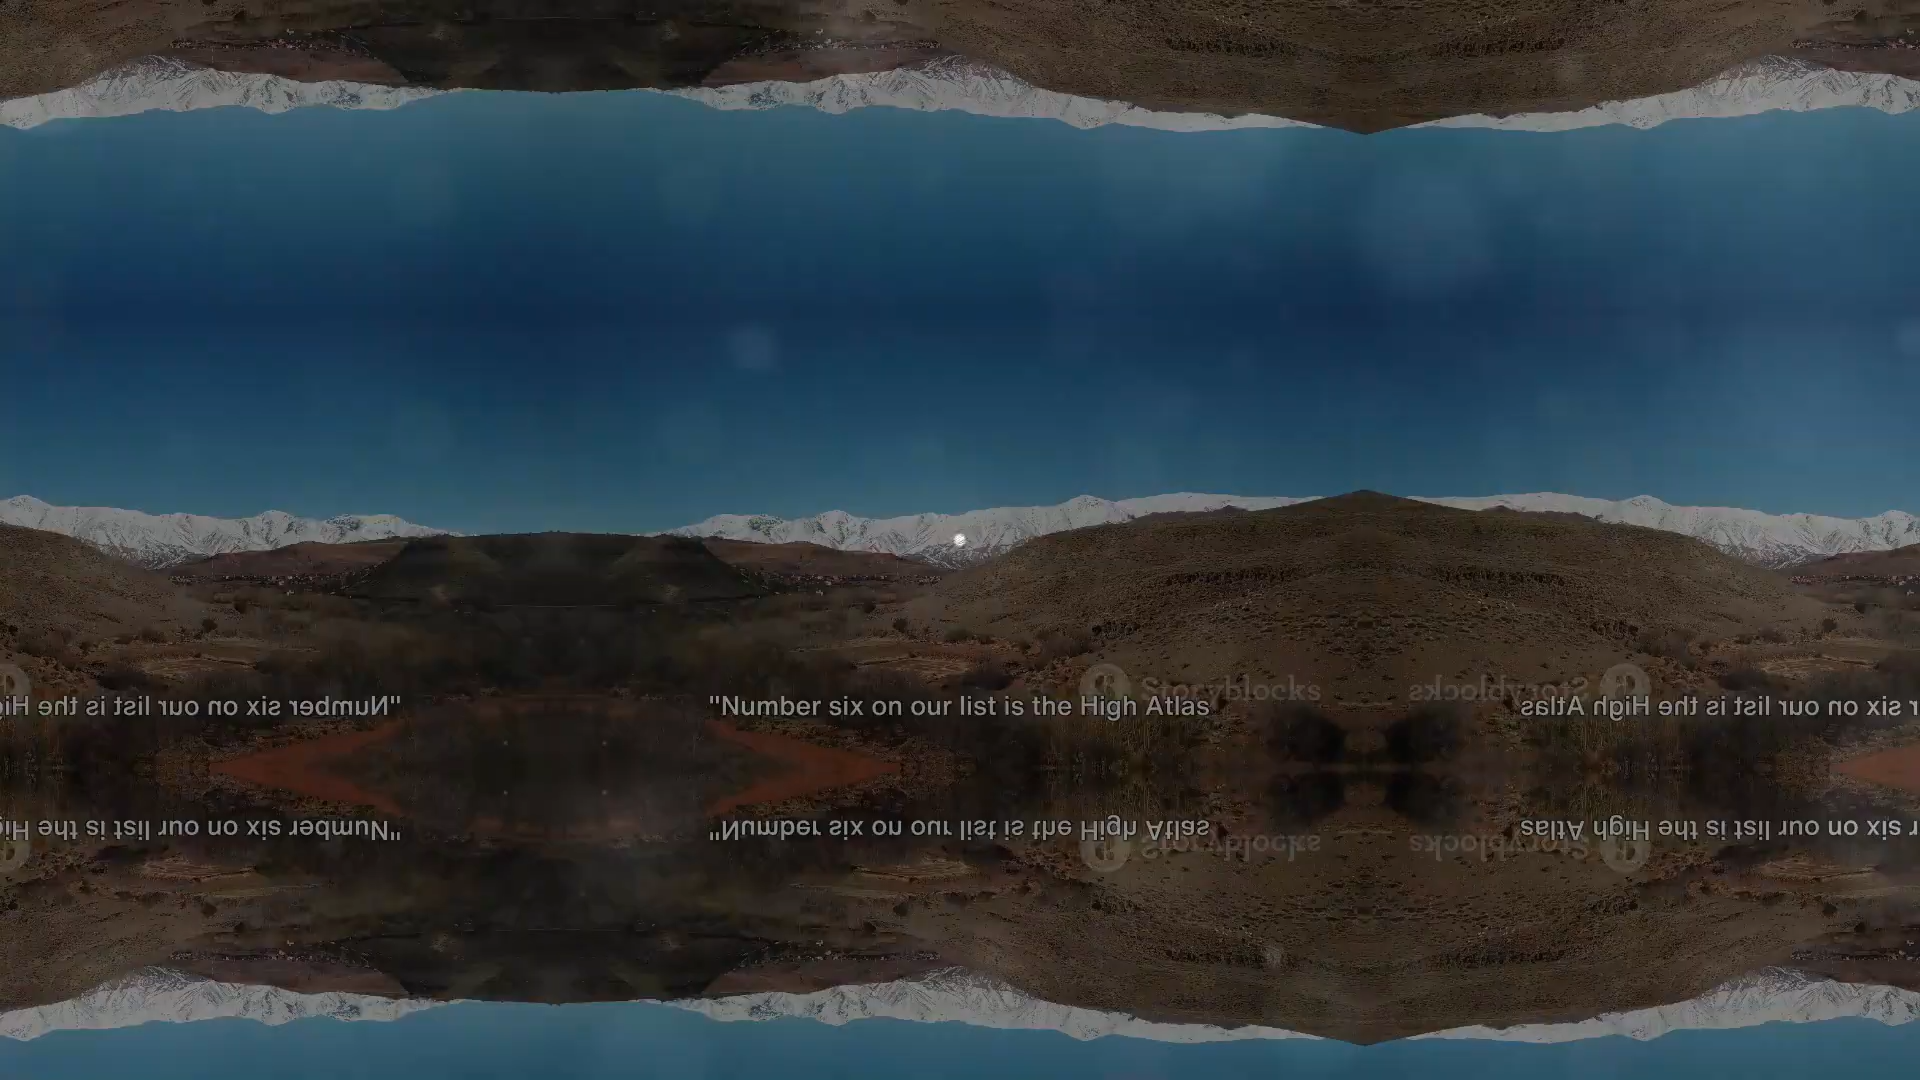 "Number six on our list is the High Atlas
Storyblocks